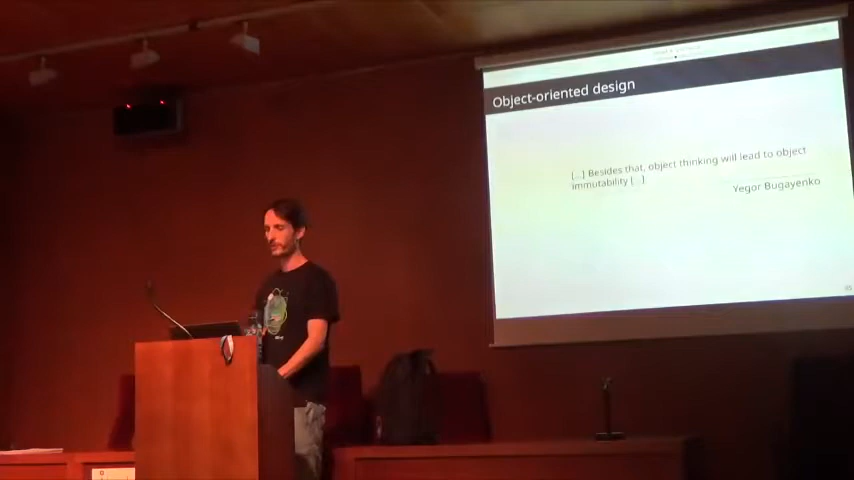 Object-oriented design
[...] Besides that, object thinking will lead to object
immutability [...]
Yegor Bugayenko